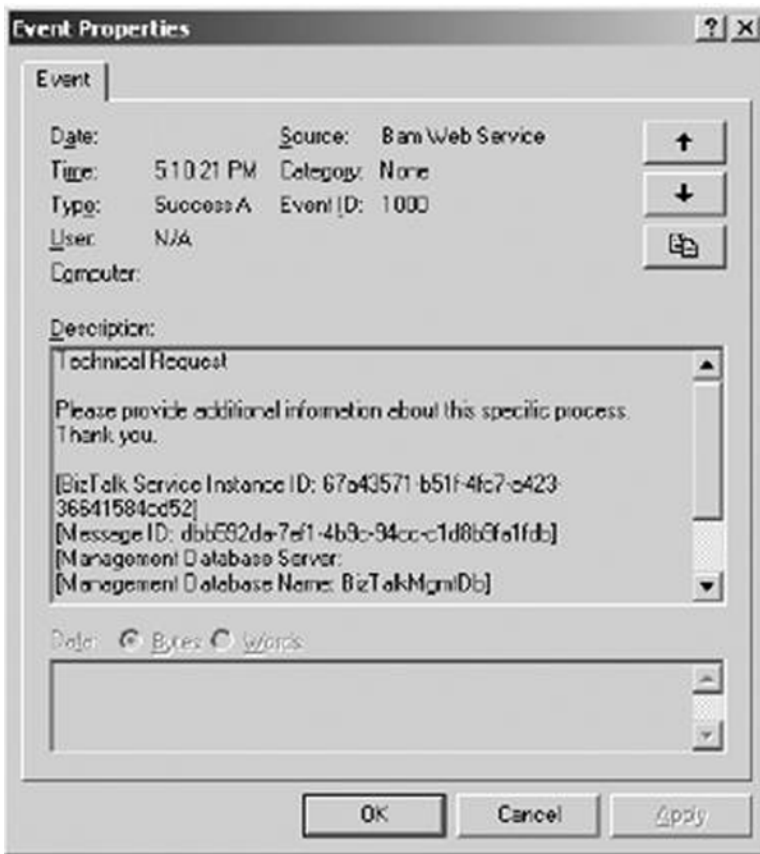 Event Properties
Event
Date: Source: Bam Web Service
Time: 5:10:21 PM Category: None
Type: Success A Event ID: 1000
User: N/A
Computer:
Description:
Technical Request
Please provide additional information about this specific process.
Thank you.
[BizTalk Service Instance ID: 67a43571-b51f-4fc7-a423-
36641584cd52]
[Message ID: dbb592da-7ef1-4b9c-94cc-c1d8b9fa1fdb]
[Management Database Server:
[Management Database Name: BizTalkMgmtDb]
Data: Bytes Words
OK Cancel Apply